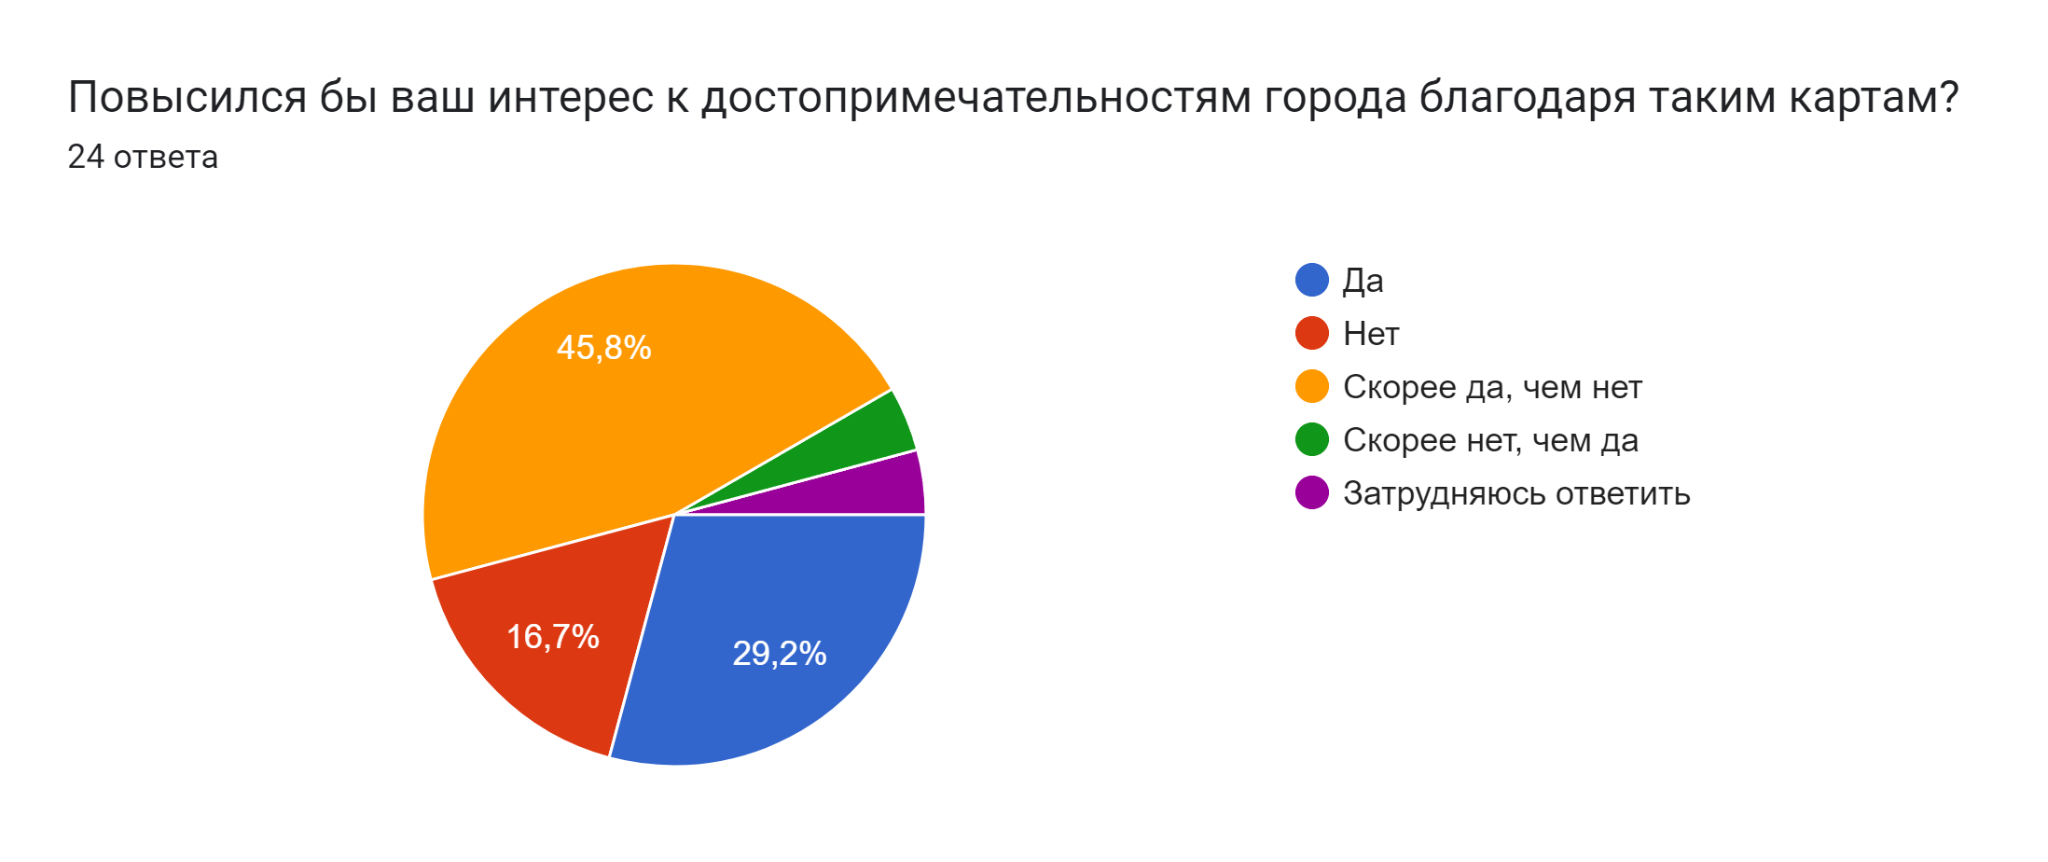 Повысился бы ваш интерес к достопримечательностям города благодаря таким картам?
24 ответа
45,8%
16,7%
29,2%
Да
Нет
Скорее да, чем нет
Скорее нет, чем да
Затрудняюсь ответить